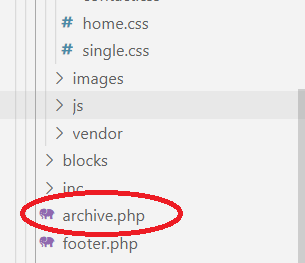 home.css
single.css
images
js
vendor
blocks
inc
archive.php
footer.php